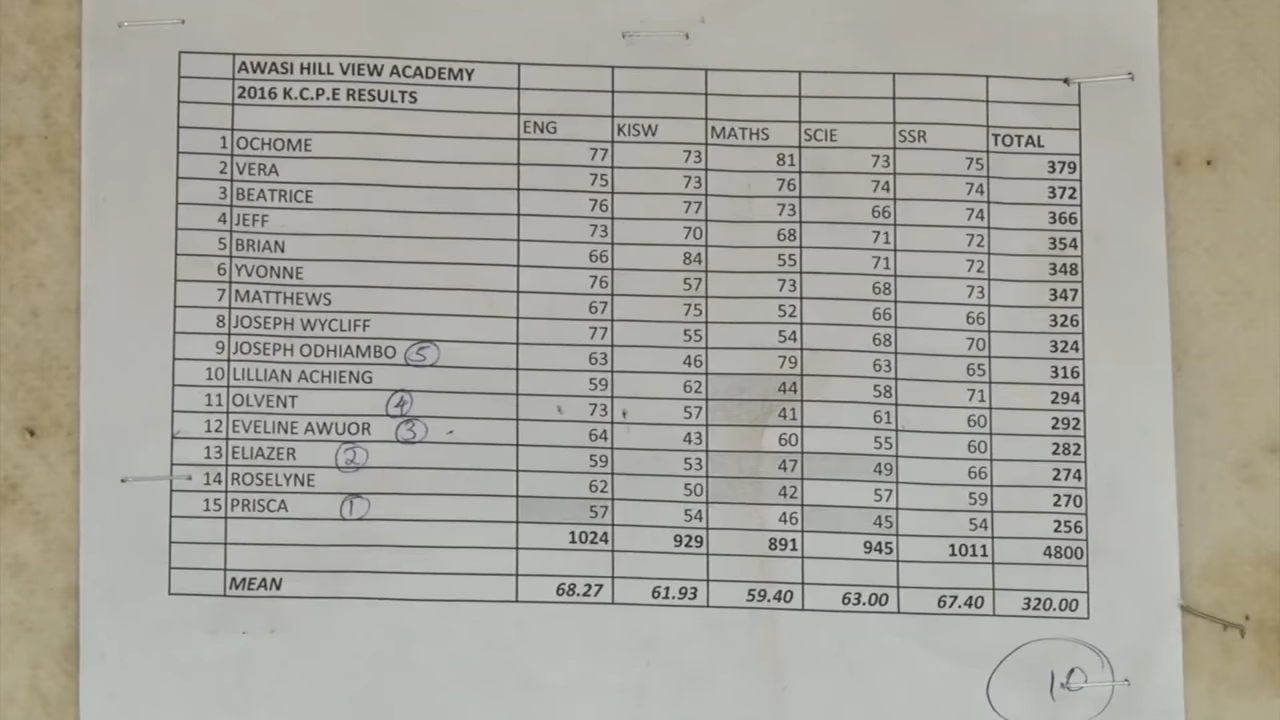 AWASI HILL VIEW ACADEMY
2016 K.C.P.E RESULTS
ENG KISW MATHS SCIE SSR TOTAL
1 OCHOME 77 73 81 73 75 379
2 VERA 75 73 76 74 74 372
3 BEATRICE 76 77 73 66 74 366
4 JEFF 73 70 68 71 72 354
5 BRIAN 66 84 55 71 72 348
6 YVONNE 76 57 73 68 73 347
7 MATTHEWS 67 75 52 66 66 326
8 JOSEPH WYCLIFF 77 55 54 68 70 324
9 JOSEPH ODHIAMBO 5 63 46 79 63 65 316
10 LILLIAN ACHIENG 59 62 44 58 71 294
11 OLVENT 4 73 57 41 61 60 292
12 EVELINE AWUOR 3 64 43 60 55 60 282
13 ELIAZER 2 59 53 47 49 66 274
14 ROSELYNE 62 50 42 57 59 270
15 PRISCA 1 57 54 46 45 54 256
1024 929 891 945 1011 4800
MEAN 68.27 61.93 59.40 63.00 67.40 320.00
10